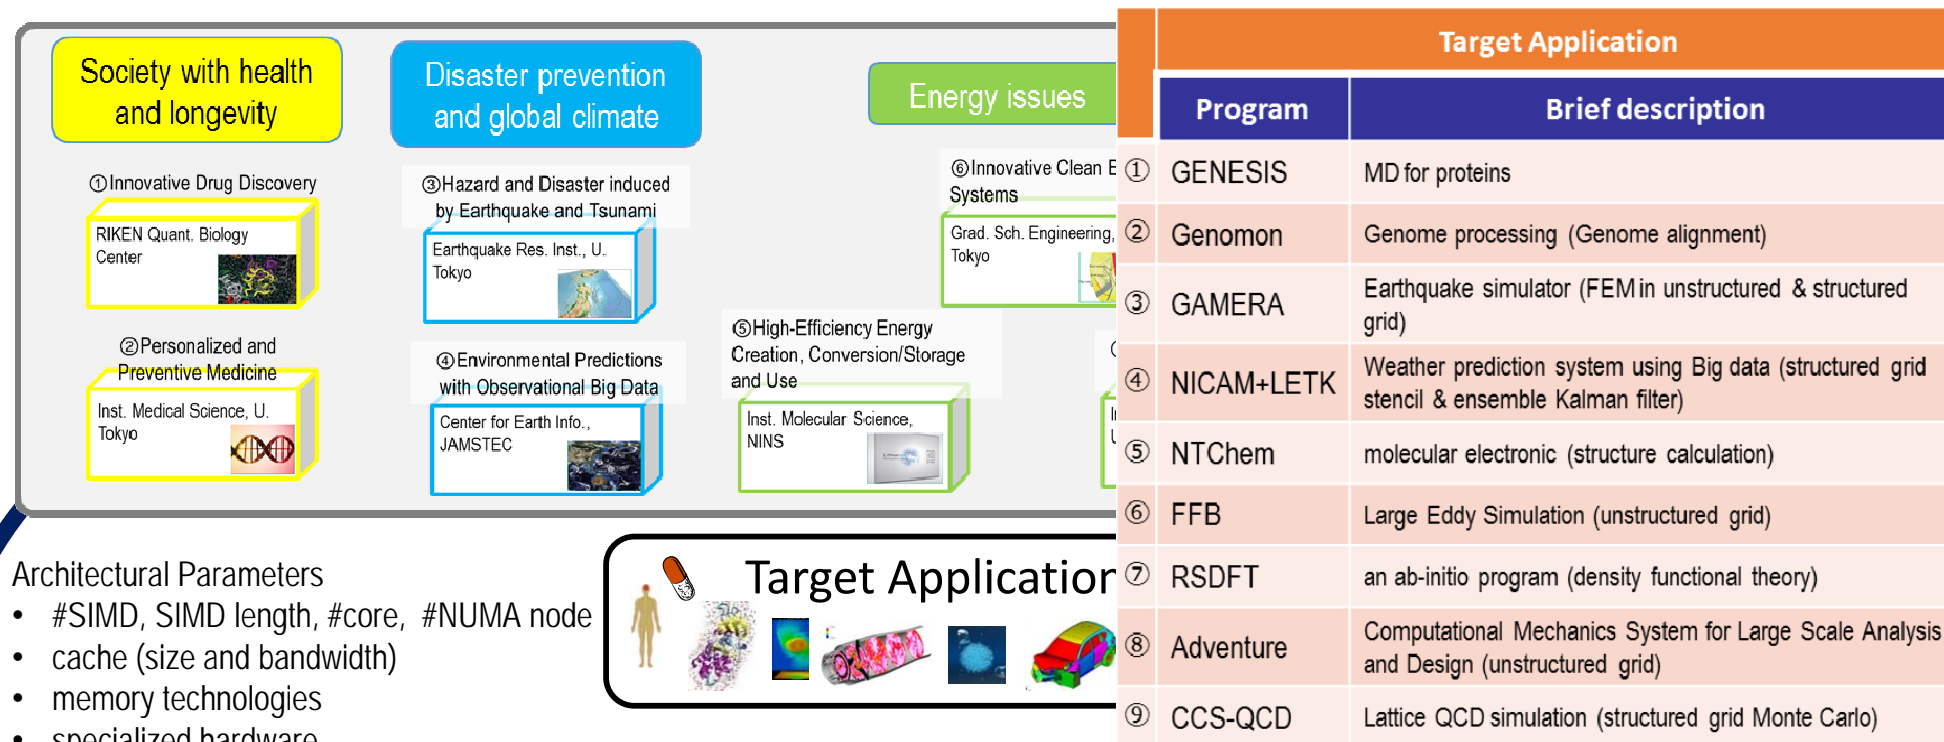 Society with health
and longevity
①Innovative Drug Discovery
RIKEN Quant. Biology
Center
②Personalized and
Preventive Medicine
Inst. Medical Science, U.
Tokyo
Disaster prevention
and global climate
③Hazard and Disaster induced
by Earthquake and Tsunami
Earthquake Res. Inst., U.
Tokyo
④Environmental Predictions
with Observational Big Data
Center for Earth Info.,
JAMSTEC
Energy issues
⑥Innovative Clean E
Systems
Grad. Sch. Engineering,
Tokyo
⑤High-Efficiency Energy
Creation, Conversion/Storage
and Use
Inst. Molecular Science,
NINS
Architectural Parameters
• #SIMD, SIMD length, #core, #NUMA node
• cache (size and bandwidth)
• memory technologies
• specialized hardware
Target Application
Target Application
Program Brief description
① GENESIS MD for proteins
② Genomon Genome processing (Genome alignment)
③ GAMERA Earthquake simulator (FEM in unstructured & structured
grid)
④ NICAM+LETK Weather prediction system using Big data (structured grid
stencil & ensemble Kalman filter)
⑤ NTChem molecular electronic (structure calculation)
⑥ FFB Large Eddy Simulation (unstructured grid)
⑦ RSDFT an ab-initio program (density functional theory)
⑧ Adventure Computational Mechanics System for Large Scale Analysis
and Design (unstructured grid)
⑨ CCS-QCD Lattice QCD simulation (structured grid Monte Carlo)